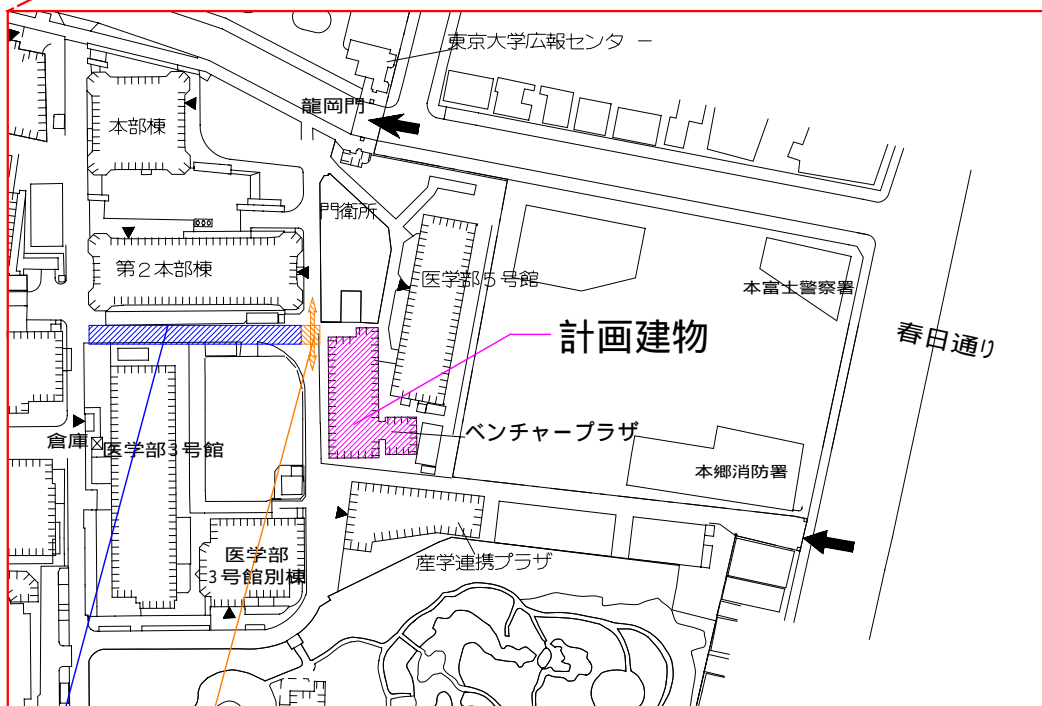 東京大学広報センタ ー
龍岡門
本部棟
門衛所
第2本部棟
医学部5号館
本富士警察署
春日通り
計画建物
ベンチャープラザ
倉庫
医学部3号館
本郷消防署
医学部
3号館別棟
産学連携プラザ